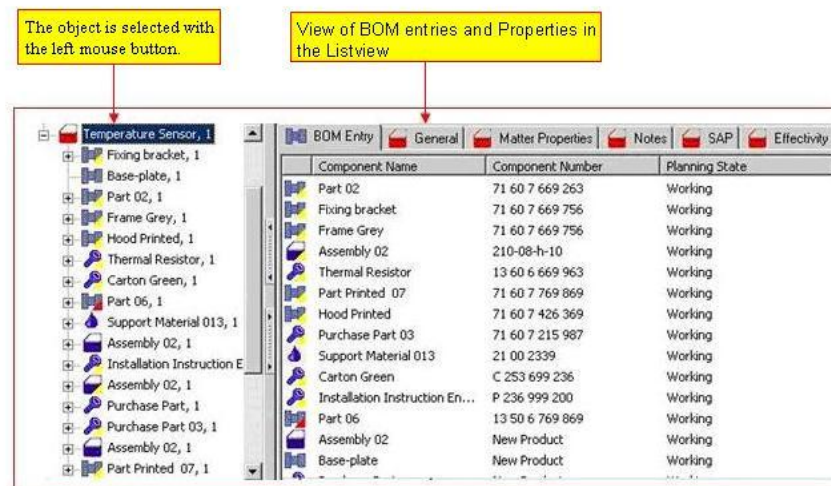 The object is selected with
the left mouse button.
View of BOM entries and Properties in
the Listview
Temperature Sensor, 1
Fixing bracket, 1
Base-plate, 1
Part 02, 1
Frame Grey, 1
Hood Printed, 1
Thermal Resistor, 1
Carton Green, 1
Part 06, 1
Support Material 013, 1
Assembly 02, 1
Installation Instruction E
Assembly 02, 1
Purchase Part, 1
Purchase Part 03, 1
Assembly 02, 1
Part Printed 07, 1
BOM Entry General Matter Properties Notes SAP Effectivity
Component Name Component Number Planning State
Part 02 71 60 7 669 263 Working
Fixing bracket 71 60 7 669 756 Working
Frame Grey 71 60 7 669 756 Working
Assembly 02 210-08-h-10 Working
Thermal Resistor 13 60 6 669 963 Working
Part Printed 07 71 60 7 769 869 Working
Hood Printed 71 60 7 426 369 Working
Purchase Part 03 71 60 7 215 987 Working
Support Material 013 21 00 2339 Working
Carton Green C 253 699 236 Working
Installation Instruction En... P 236 999 200 Working
Part 06 13 50 6 769 869 Working
Assembly 02 New Product Working
Base-plate New Product Working